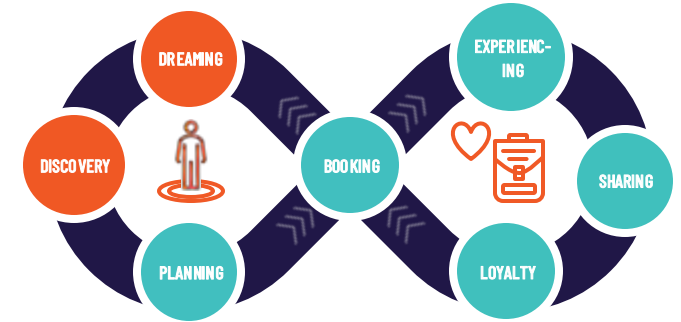 DREAMING
EXPERIENC-
ING
DISCOVERY
BOOKING
SHARING
PLANNING
LOYALTY